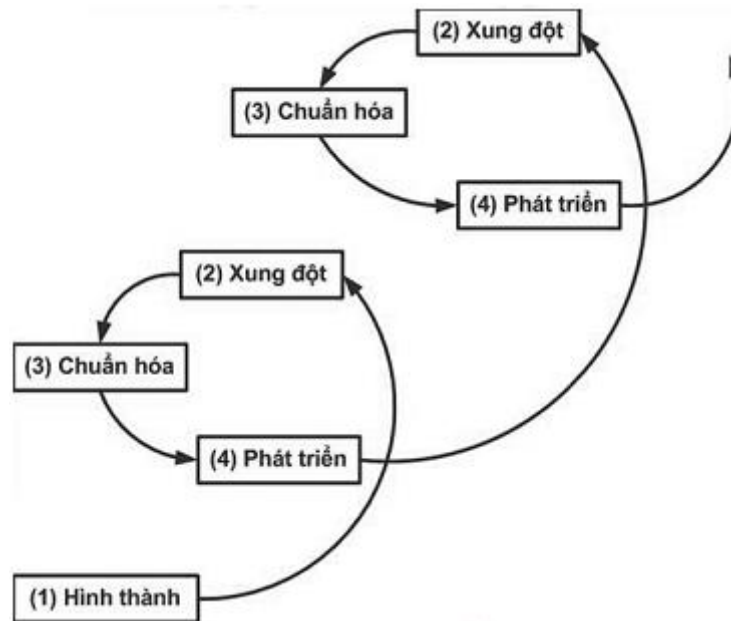 (2) Xung đột
(3) Chuẩn hóa
(4) Phát triển
(2) Xung đột
(3) Chuẩn hóa
(4) Phát triển
(1) Hình thành